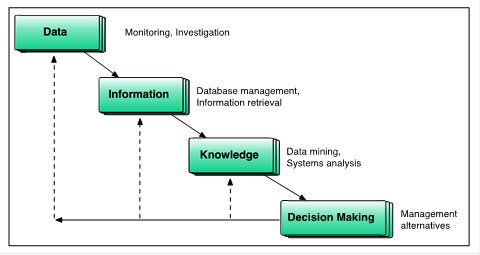 Data
Monitoring, Investigation
Information
Database management,
Information retrieval
Knowledge
Data mining,
Systems analysis
Decision Making
Management
alternatives